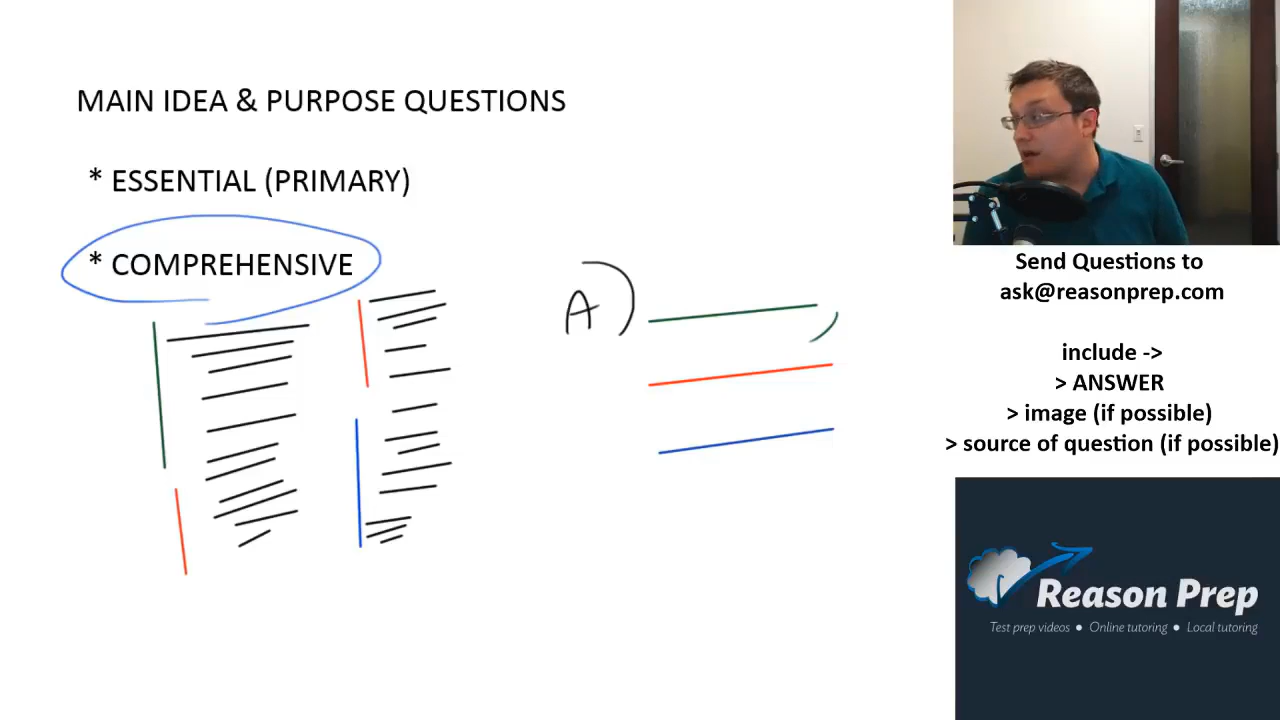 MAIN IDEA & PURPOSE QUESTIONS
* ESSENTIAL (PRIMARY)
* COMPREHENSIVE
A)
Send Questions to
ask@reasonprep.com
include ->
> ANSWER
> image (if possible)
> source of question (if possible)
Reason Prep
Test prep videos ● Online tutoring ● Local tutoring